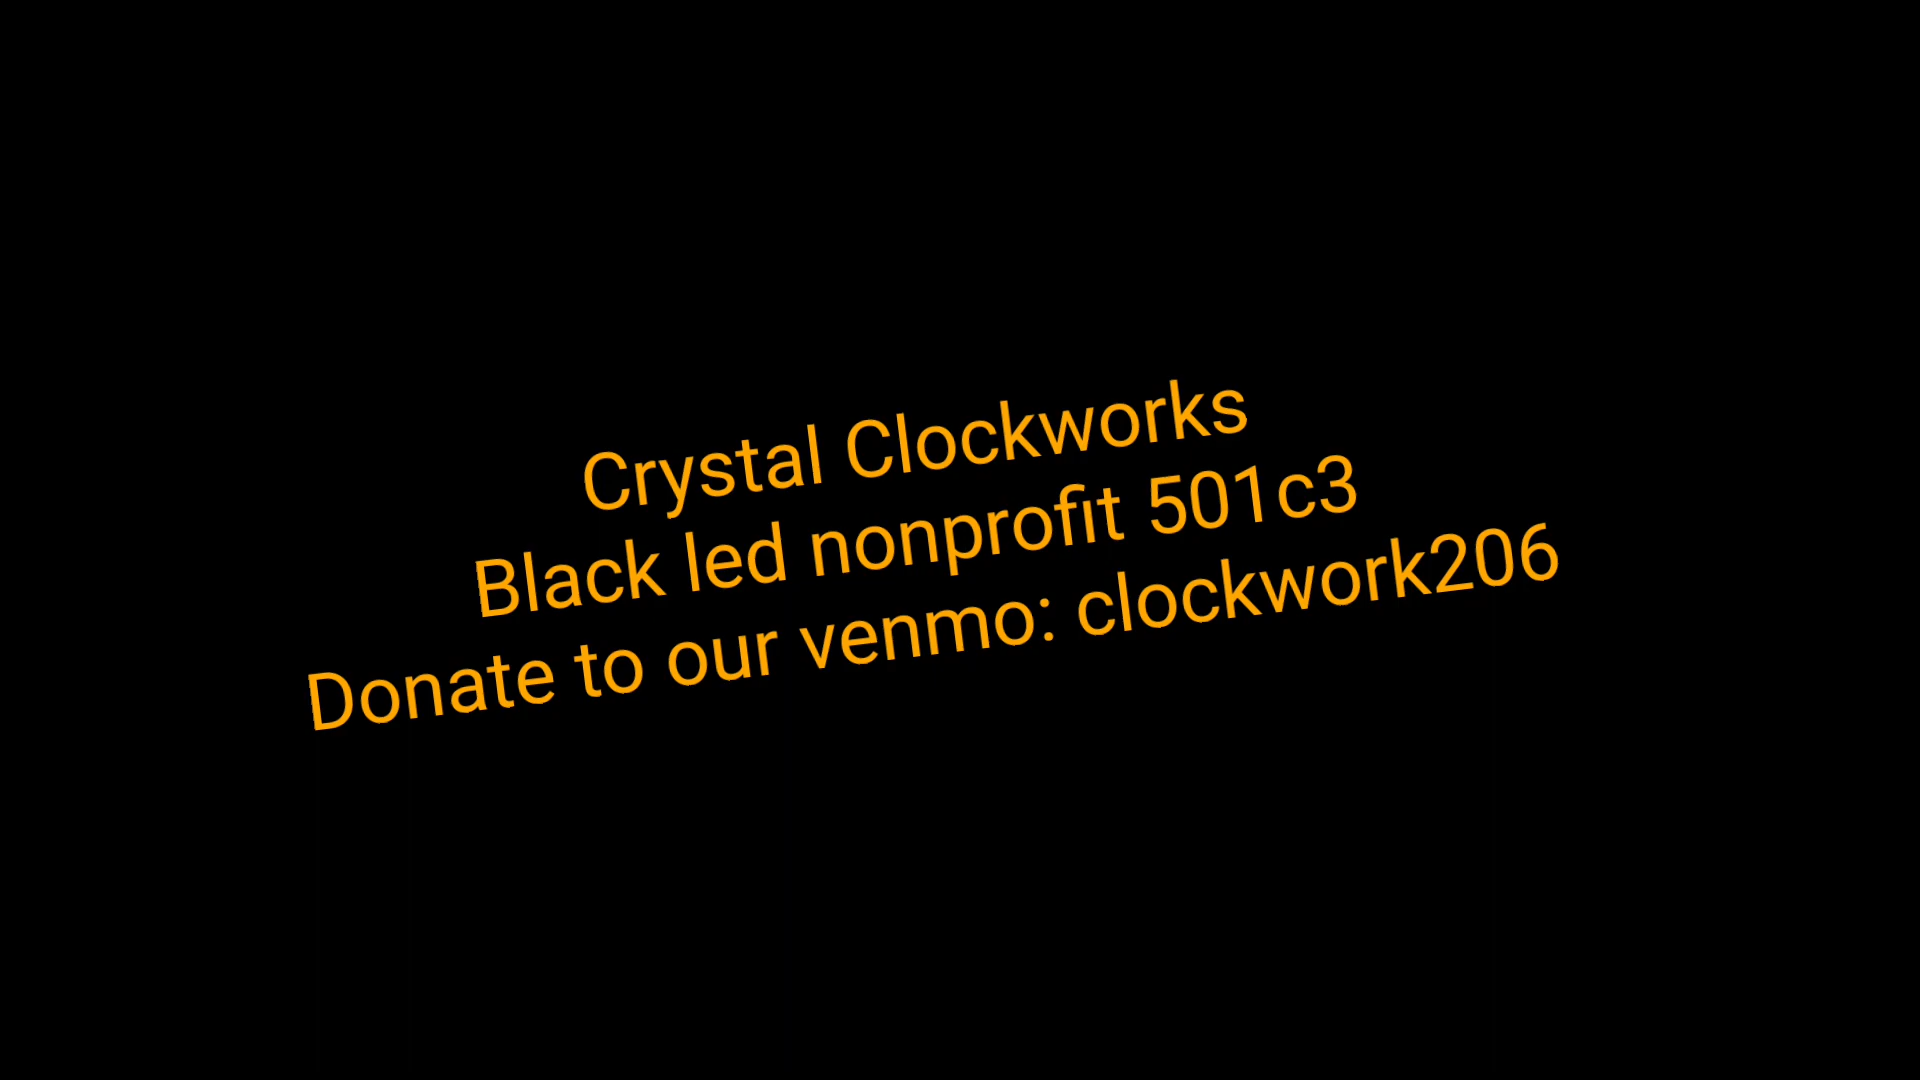 Crystal Clockworks
Black led nonprofit 501c3
Donate to our venmo: clockwork206